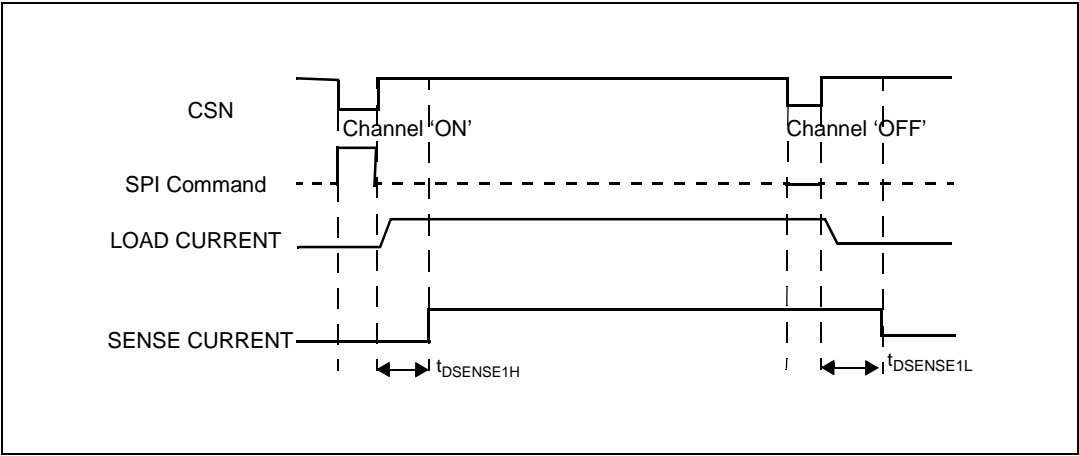 CSN
Channel ‘ON’
Channel ‘OFF’
SPI Command
LOAD CURRENT
SENSE CURRENT
tDSENSE1H
tDSENSE1L